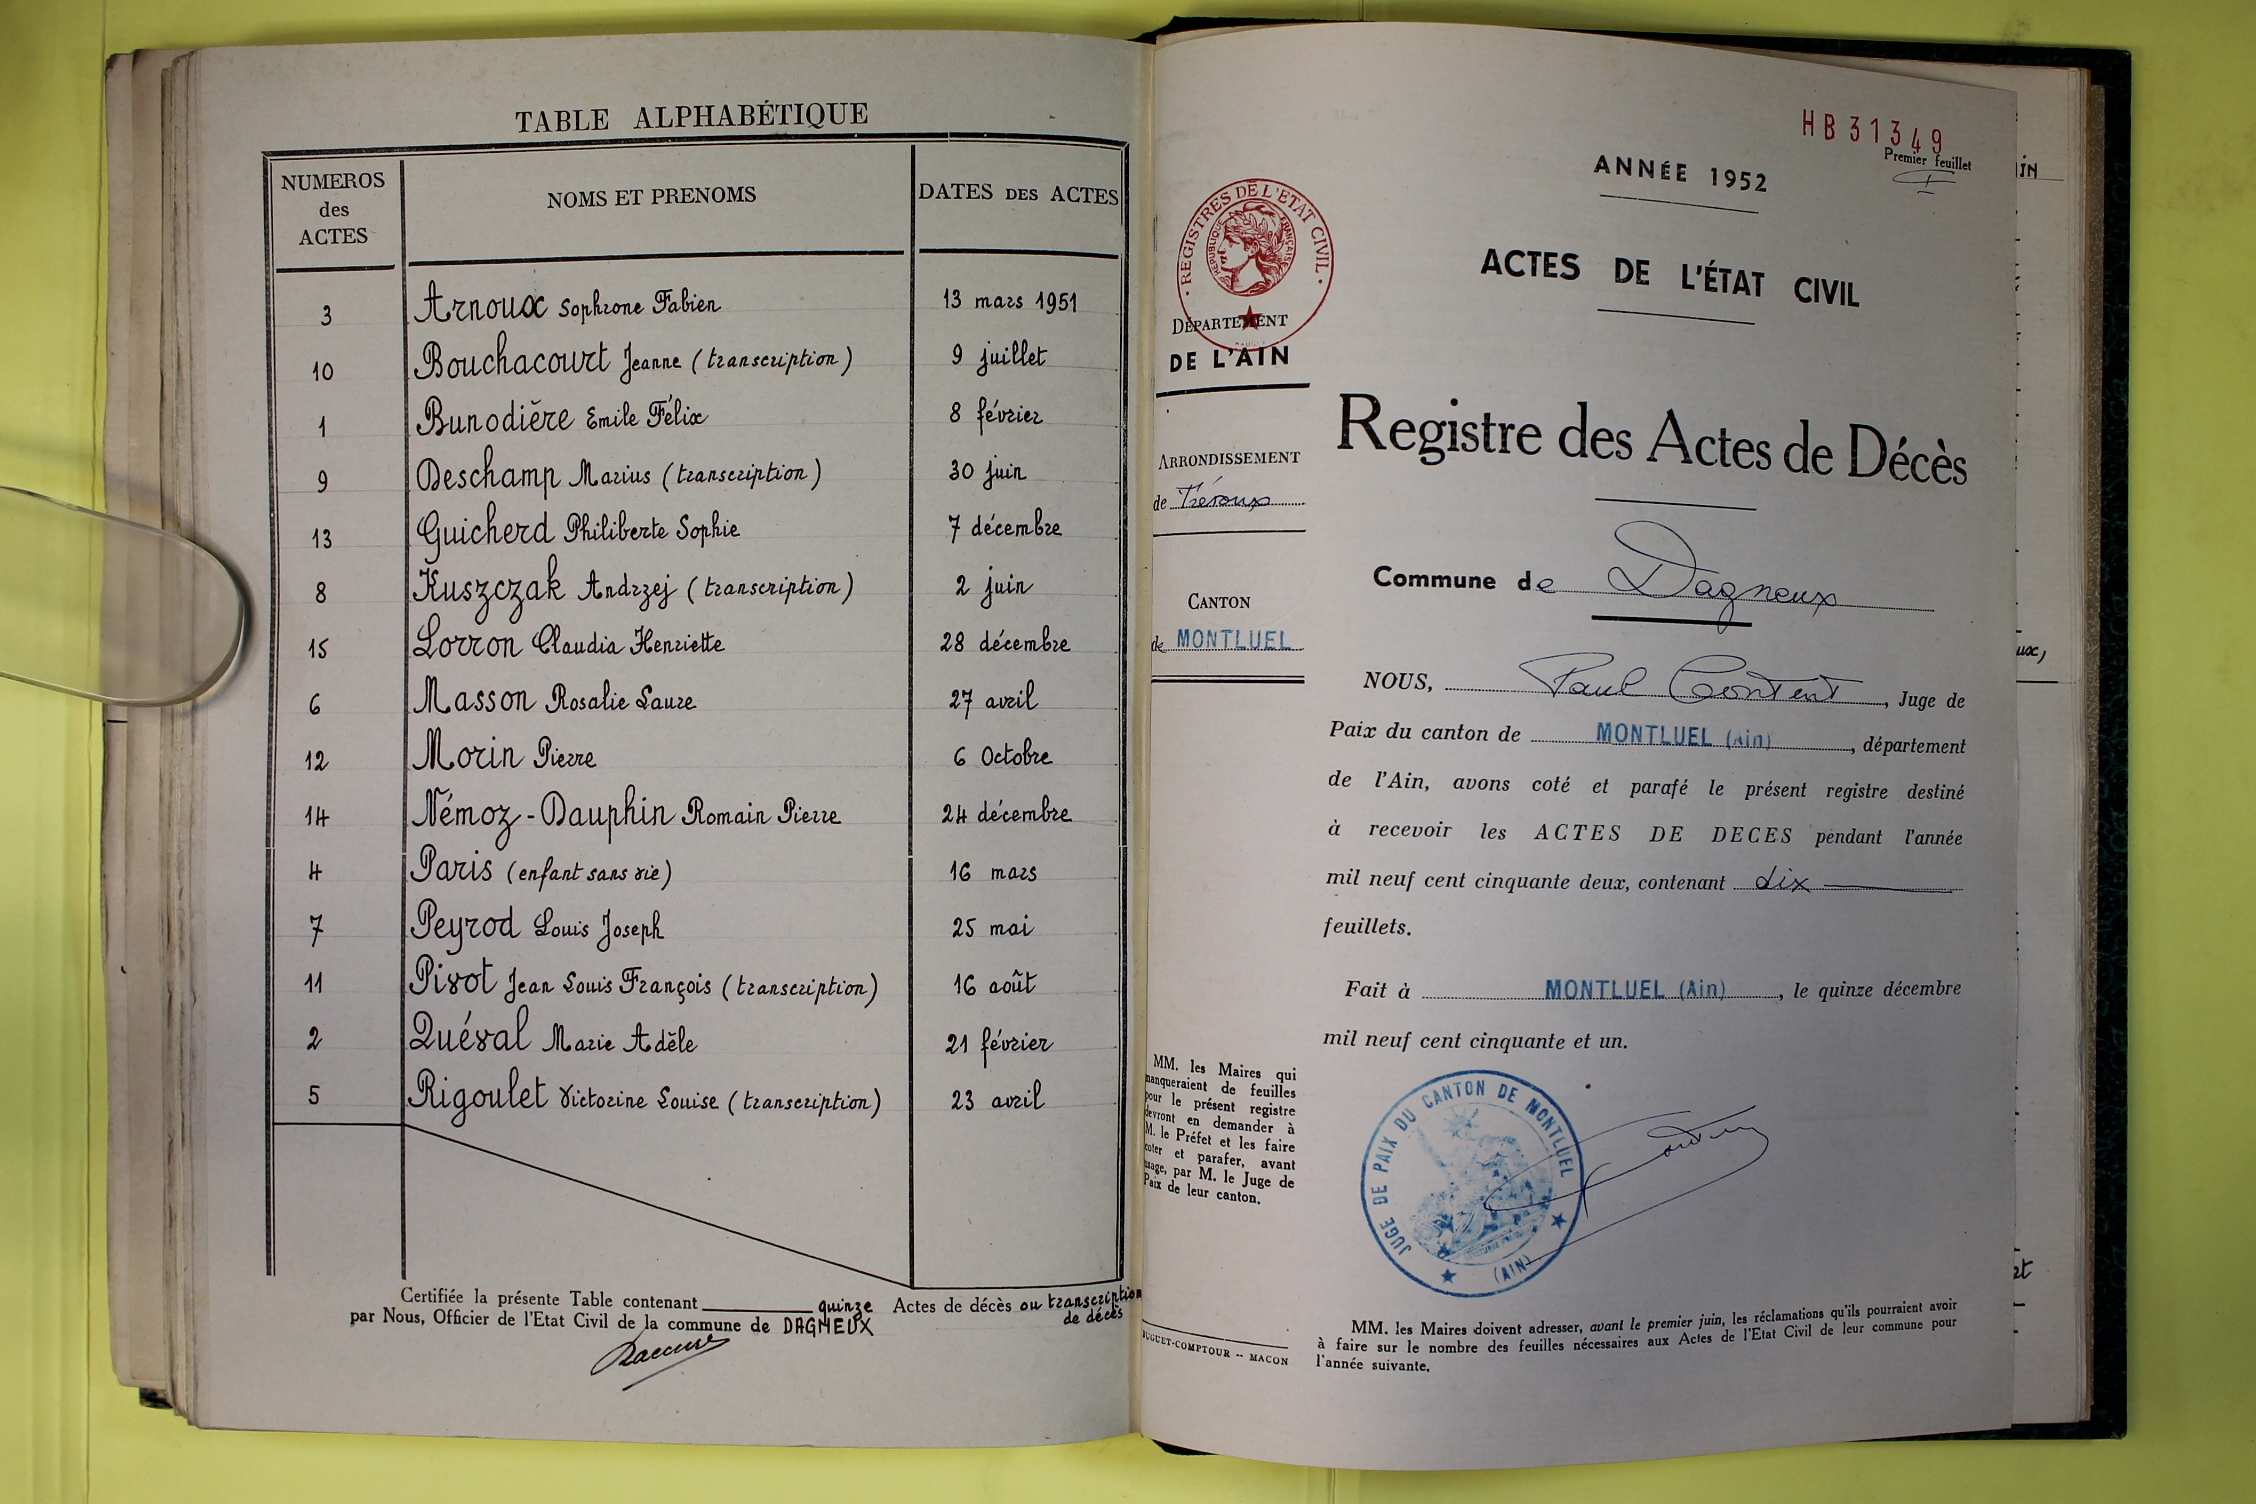 TABLE ALPHABÉTIQUE
NUMEROS des ACTES NOMS ET PRENOMS DATES DES ACTES
3 Arnoux Sophrone Fabien 13 mars 1951
10 Bouchacourt Jeanne (transcription) 9 juillet
1 Bunodière Emile Félix 8 février
9 Deschamp Marius (transcription) 30 juin
13 Guicherd Philiberte Sophie 7 décembre
8 Kuszczak Andrzej (transcription) 2 juin
15 Lorron Claudia Henriette 28 décembre
6 Masson Rosalie Laure 27 avril
12 Morin Pierre 6 Octobre
14 Némoz-Dauphin Romain Pierre 24 décembre
4 Paris (enfant sans vie) 16 mars
7 Peyrod Louis Joseph 25 mai
11 Pivot Jean Louis François (transcription) 16 août
2 Quéval Marie Adèle 21 février
5 Rigoulet Victorine Louise (transcription) 23 avril
Certifiée la présente Table contenant quinze Actes de décès ou transcription
de décès
par Nous, Officier de l'Etat Civil de la commune de DAGNEUX
HB31349
Premier feuillet
ANNÉE 1952
REGISTRES DE L'ETAT CIVIL
REPUBLIQUE FRANÇAISE
ACTES DE L'ÉTAT CIVIL
DÉPARTEMENT
DE L'AIN
Registre des Actes de Décès
ARRONDISSEMENT
de Trévoux
Commune de Dagneux
CANTON
de MONTLUEL
NOUS, Paul Content, Juge de
Paix du canton de MONTLUEL (Ain), département
de l'Ain, avons coté et parafé le présent registre destiné
à recevoir les ACTES DE DECES pendant l'année
mil neuf cent cinquante deux, contenant dix
feuillets.
Fait à MONTLUEL (Ain), le quinze décembre
mil neuf cent cinquante et un.
MM. les Maires qui
manqueraient de feuilles
pour le présent registre
devront en demander à
M. le Préfet et les faire
coter et parafer, avant
usage, par M. le Juge de
Paix de leur canton.
JUGE DE PAIX DU CANTON DE MONTLUEL
(AIN)
MM. les Maires doivent adresser, avant le premier juin, les réclamations qu'ils pourraient avoir
à faire sur le nombre des feuilles nécessaires aux Actes de l'Etat Civil de leur commune pour
l'année suivante.
BUGUET-COMPTOUR -- MACON